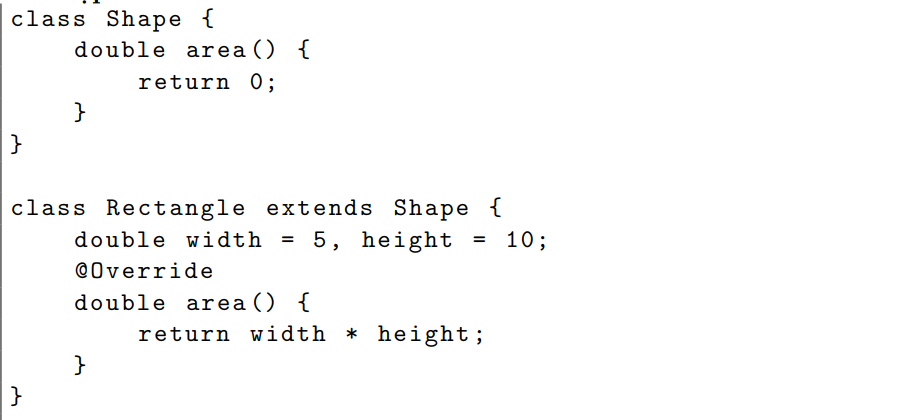 class Shape {
    double area() {
        return 0;
    }
}

class Rectangle extends Shape {
    double width = 5, height = 10;
    @Override
    double area() {
        return width * height;
    }
}